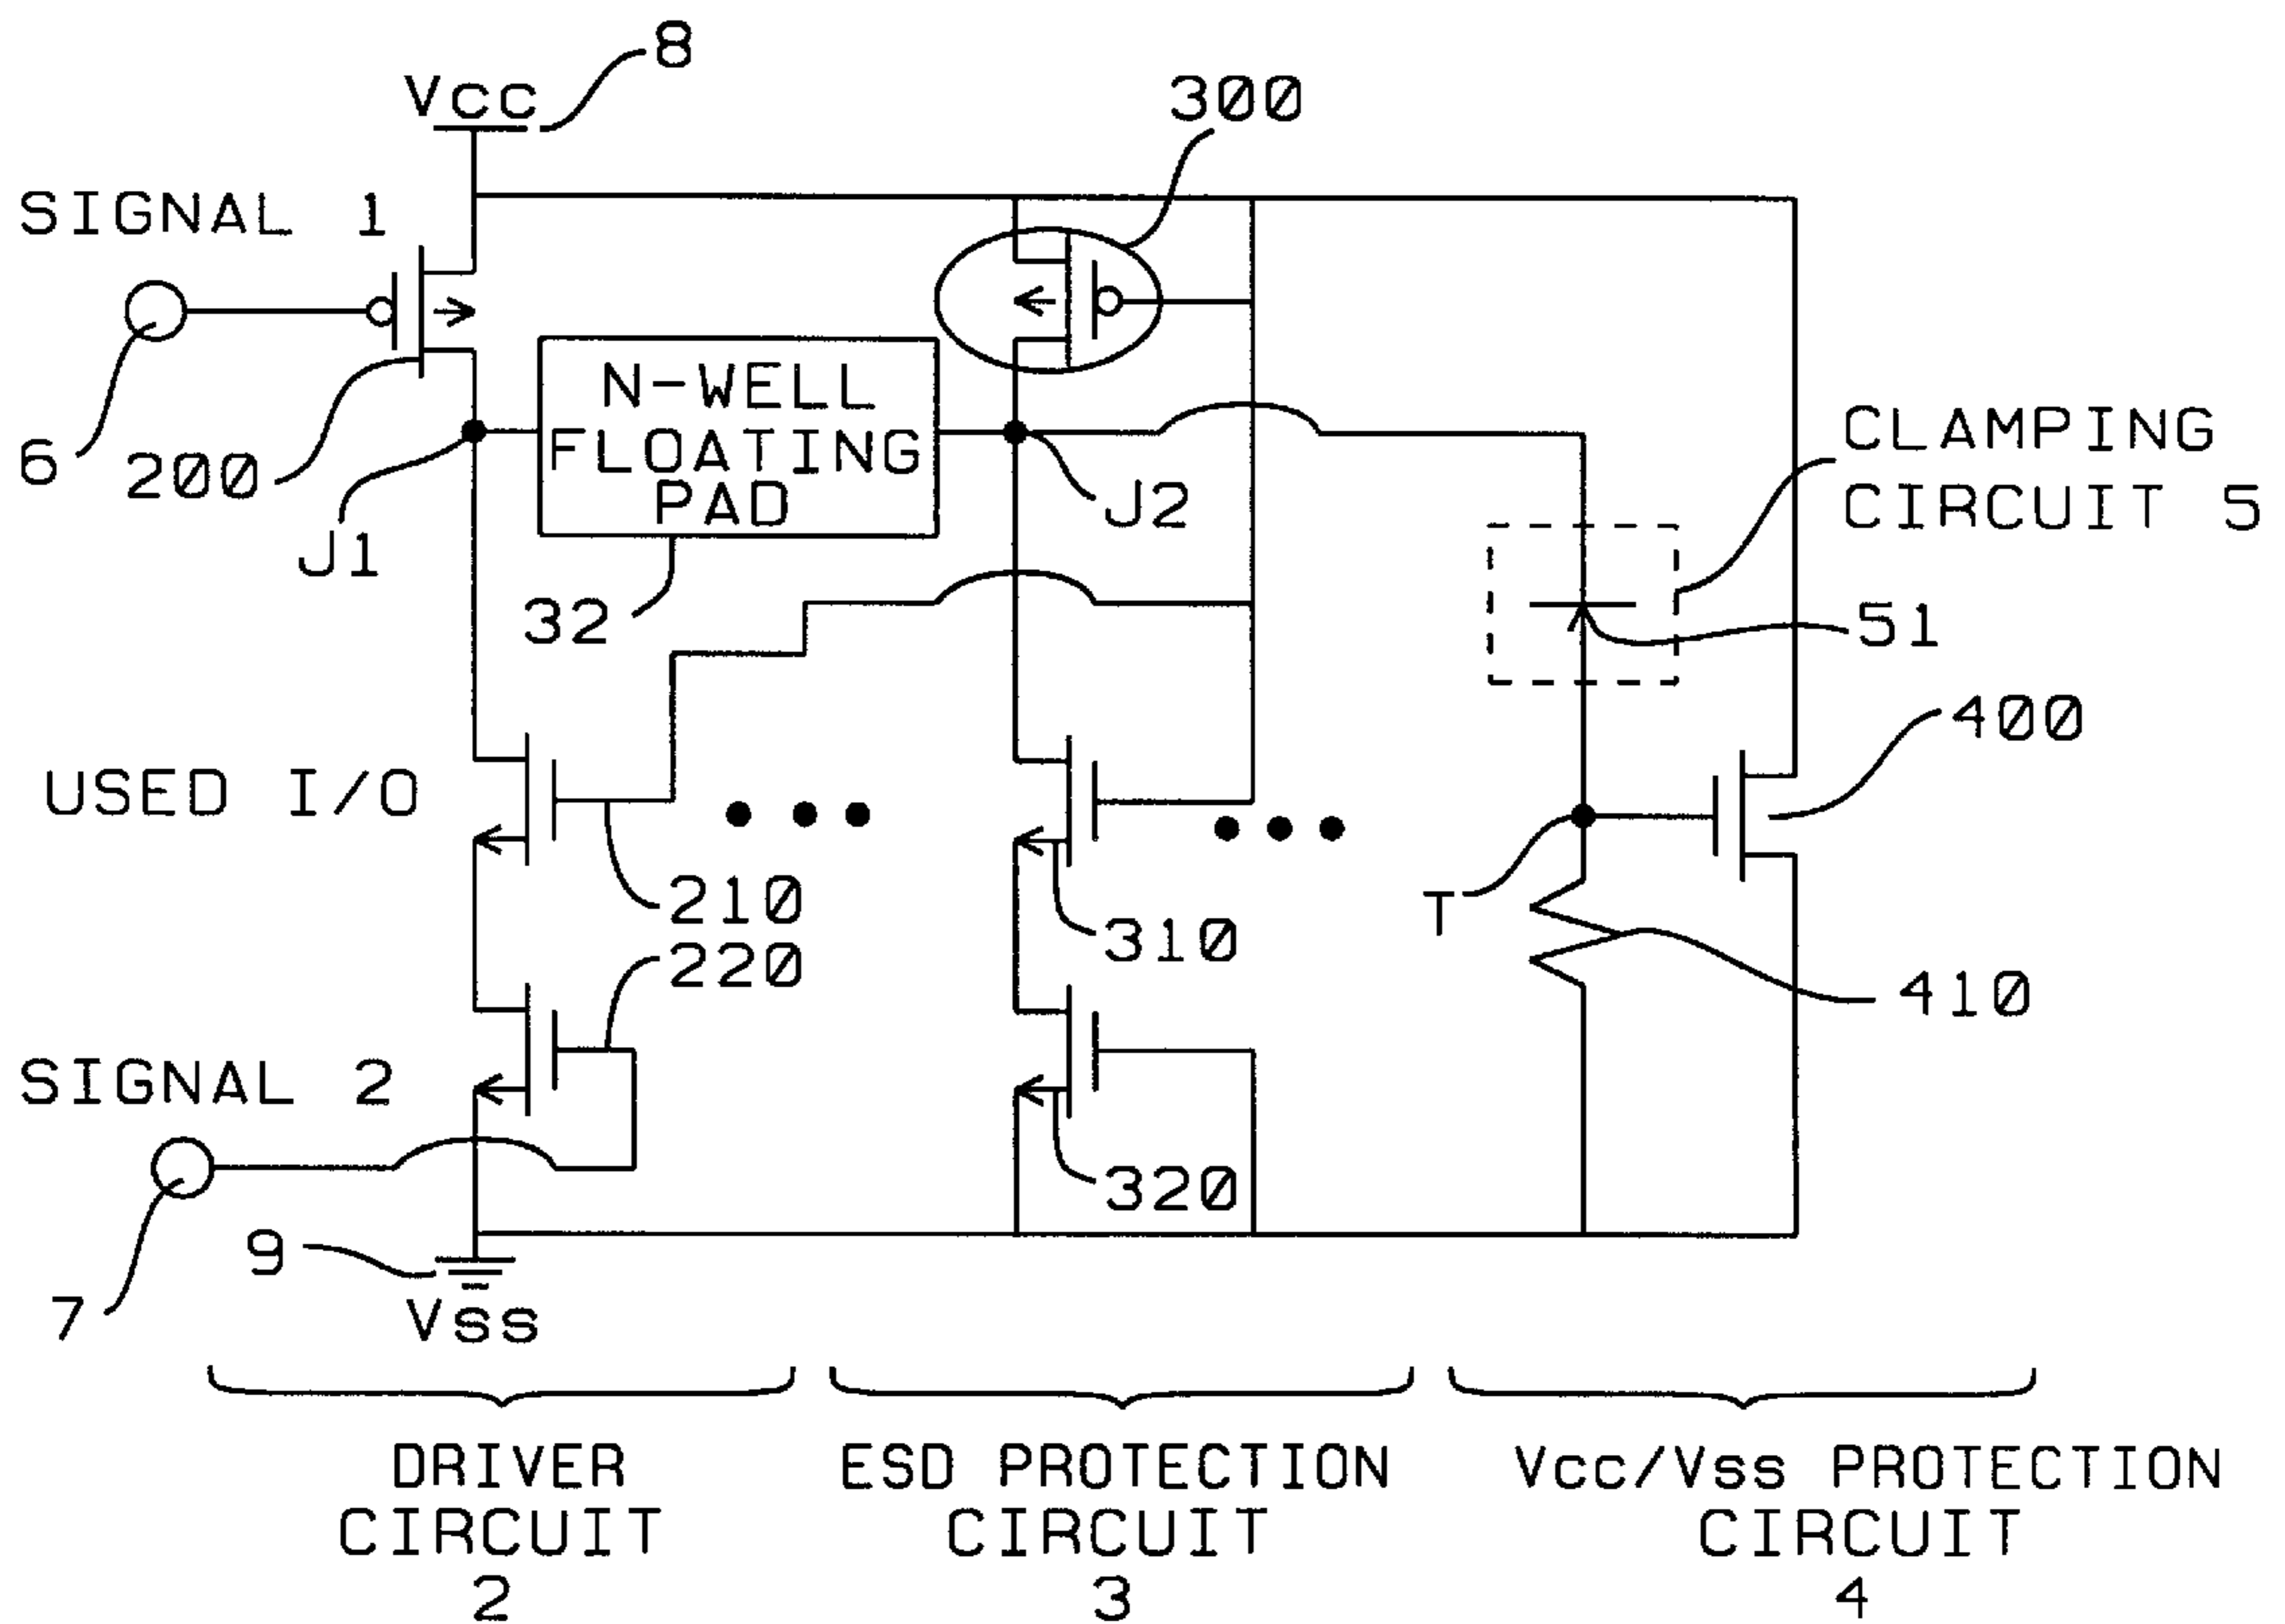 8
Vcc
300
SIGNAL 1
N-WELL
FLOATING
PAD
CLAMPING
CIRCUIT 5
6
200
J2
J1
32
51
400
USED I/O
210
T
310
220
410
SIGNAL 2
320
9
7
Vss
DRIVER
CIRCUIT
2
ESD PROTECTION
CIRCUIT
3
Vcc/Vss PROTECTION
CIRCUIT
4